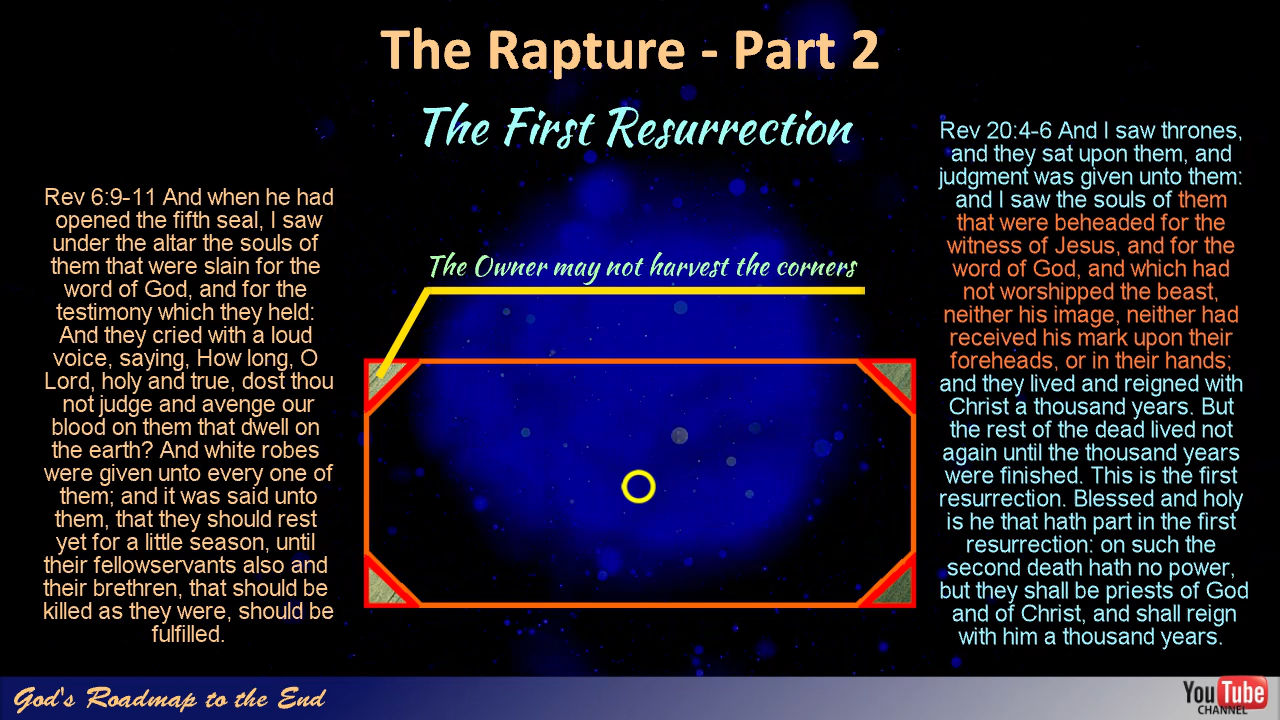 The Rapture - Part 2
The First Resurrection
Rev 6:9-11 And when he had
opened the fifth seal, I saw
under the altar the souls of
them that were slain for the
word of God, and for the
testimony which they held:
And they cried with a loud
voice, saying, How long, O
Lord, holy and true, dost thou
not judge and avenge our
blood on them that dwell on
the earth? And white robes
were given unto every one of
them; and it was said unto
them, that they should rest
yet for a little season, until
their fellowservants also and
their brethren, that should be
killed as they were, should be
fulfilled.
The Owner may not harvest the corners
Rev 20:4-6 And I saw thrones,
and they sat upon them, and
judgment was given unto them:
and I saw the souls of them
that were beheaded for the
witness of Jesus, and for the
word of God, and which had
not worshipped the beast,
neither his image, neither had
received his mark upon their
foreheads, or in their hands;
and they lived and reigned with
Christ a thousand years. But
the rest of the dead lived not
again until the thousand years
were finished. This is the first
resurrection. Blessed and holy
is he that hath part in the first
resurrection: on such the
second death hath no power,
but they shall be priests of God
and of Christ, and shall reign
with him a thousand years.
God's Roadmap to the End
YouTube
CHANNEL